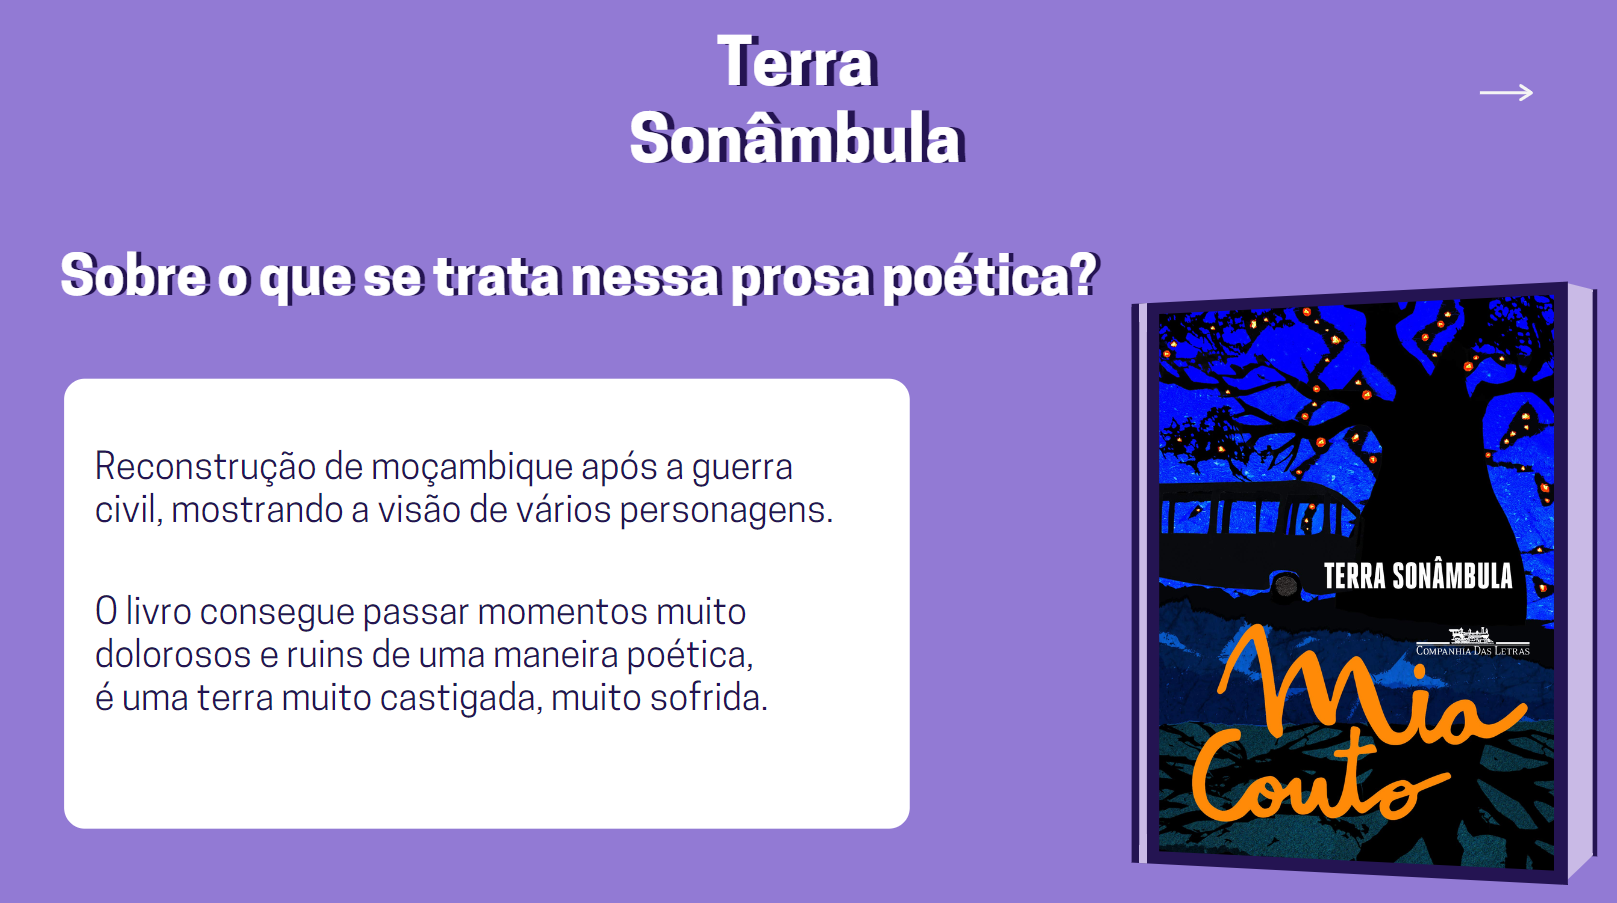 Terra
Sonâmbula
Sobre o que se trata nessa prosa poética?
Reconstrução de moçambique após a guerra
civil, mostrando a visão de vários personagens.
O livro consegue passar momentos muito
dolorosos e ruins de uma maneira poética,
é uma terra muito castigada, muito sofrida.
TERRA SONÂMBULA
COMPANHIA DAS LETRAS
Mia
Couto